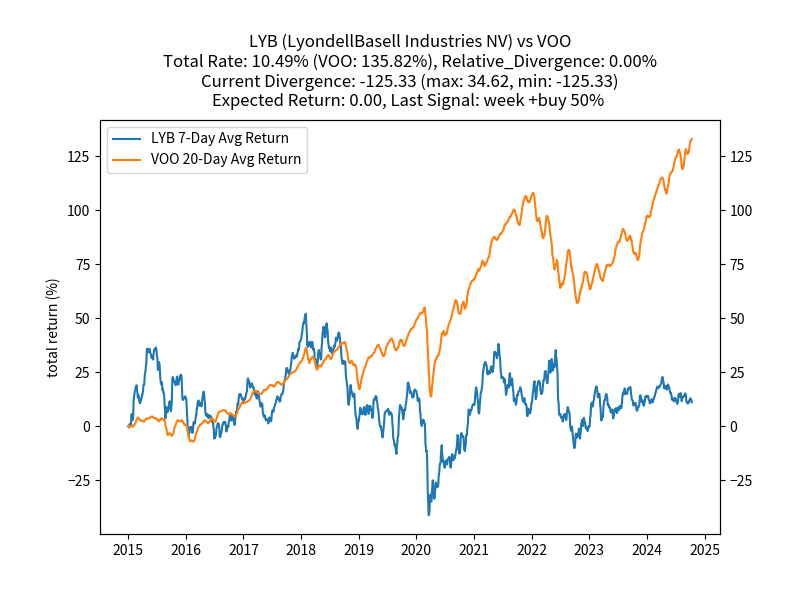 LYB (LyondellBasell Industries NV) vs VOO
Total Rate: 10.49% (VOO: 135.82%), Relative_Divergence: 0.00%
Current Divergence: -125.33 (max: 34.62, min: -125.33)
Expected Return: 0.00, Last Signal: week +buy 50%
LYB 7-Day Avg Return
VOO 20-Day Avg Return
total return (%)
125 125
100 100
75 75
50 50
25 25
0 0
−25 −25
2015 2016 2017 2018 2019 2020 2021 2022 2023 2024 2025